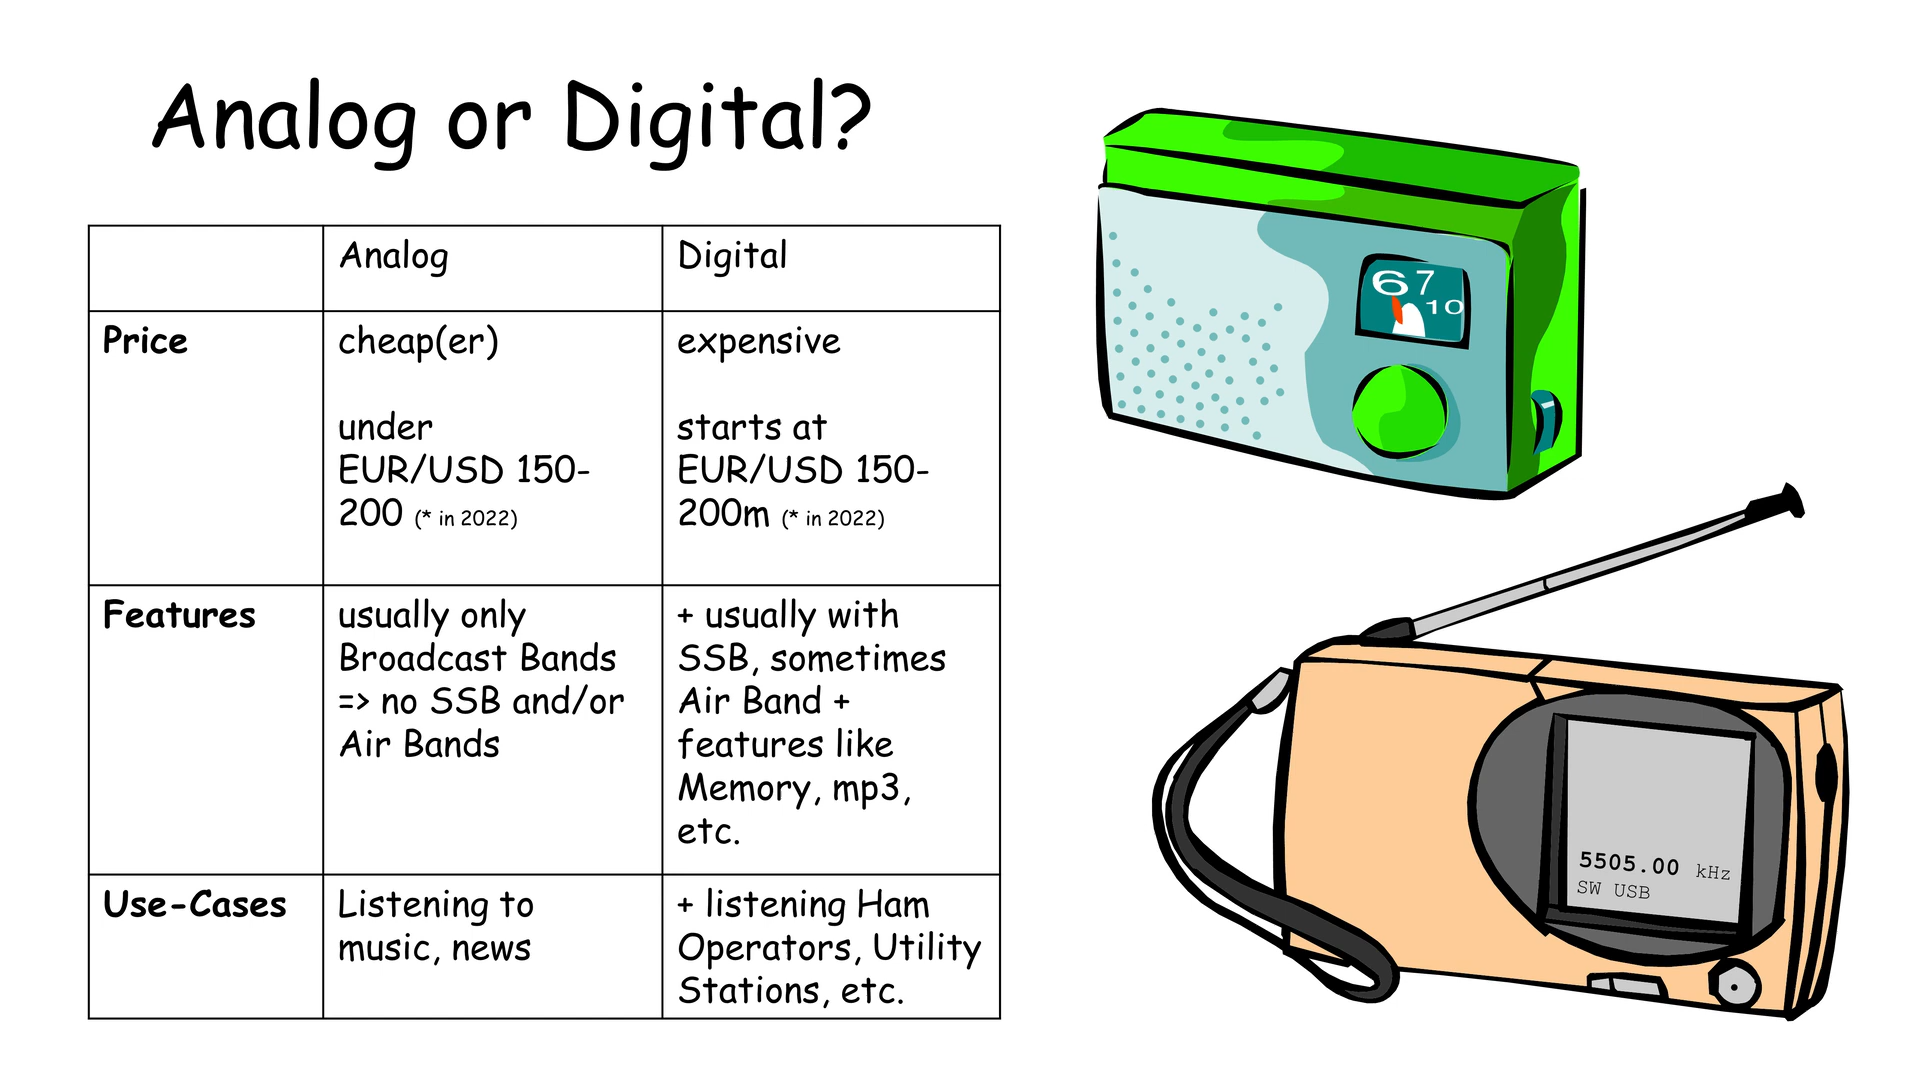 Analog or Digital?
Analog
Digital
Price
cheap(er)
under
EUR/USD 150-
200 (* in 2022)
expensive
starts at
EUR/USD 150-
200m (* in 2022)
Features
usually only
Broadcast Bands
=> no SSB and/or
Air Bands
+ usually with
SSB, sometimes
Air Band +
features like
Memory, mp3,
etc.
Use-Cases
Listening to
music, news
+ listening Ham
Operators, Utility
Stations, etc.
6 7
10
5505.00 kHz
SW USB